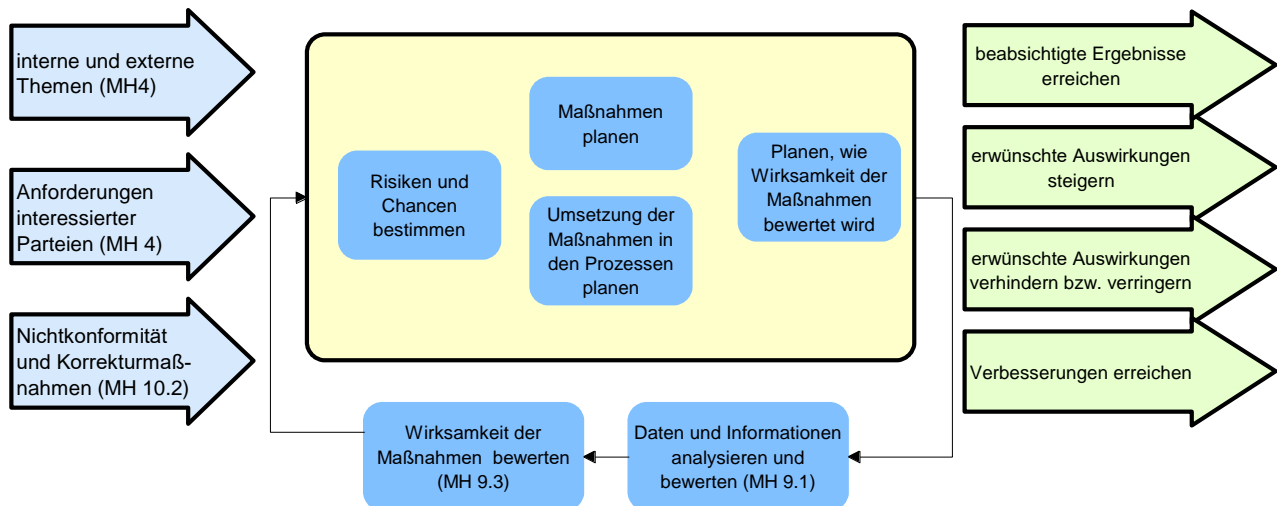 interne und externe
Themen (MH4)
Anforderungen
interessierter
Parteien (MH 4)
Nichtkonformität
und Korrekturmaß-
nahmen (MH 10.2)
Risiken und
Chancen
bestimmen
Maßnahmen
planen
Umsetzung der
Maßnahmen in
den Prozessen
planen
Planen, wie
Wirksamkeit der
Maßnahmen
bewertet wird
Wirksamkeit der
Maßnahmen bewerten
(MH 9.3)
Daten und Informationen
analysieren und
bewerten (MH 9.1)
beabsichtigte Ergebnisse
erreichen
erwünschte Auswirkungen
steigern
erwünschte Auswirkungen
verhindern bzw. verringern
Verbesserungen erreichen